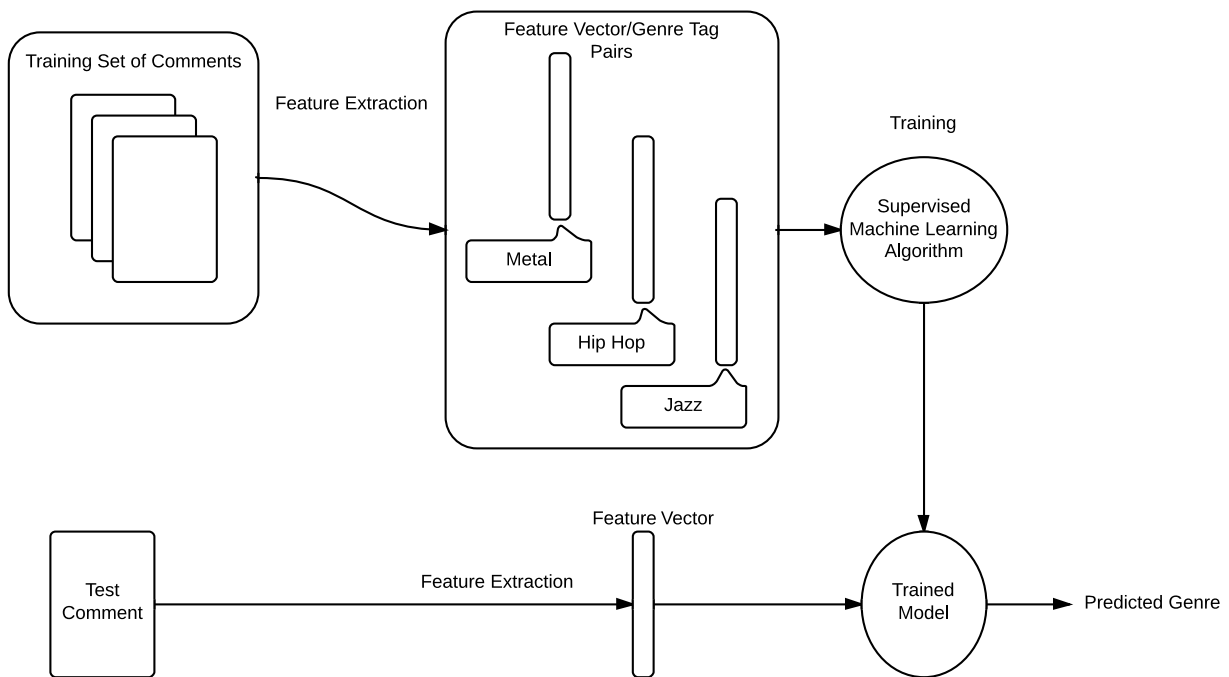 Training Set of Comments
Feature Extraction
Feature Vector/Genre Tag
Pairs
Metal
Hip Hop
Jazz
Training
Supervised
Machine Learning
Algorithm
Test
Comment
Feature Extraction
Feature Vector
Trained
Model
Predicted Genre